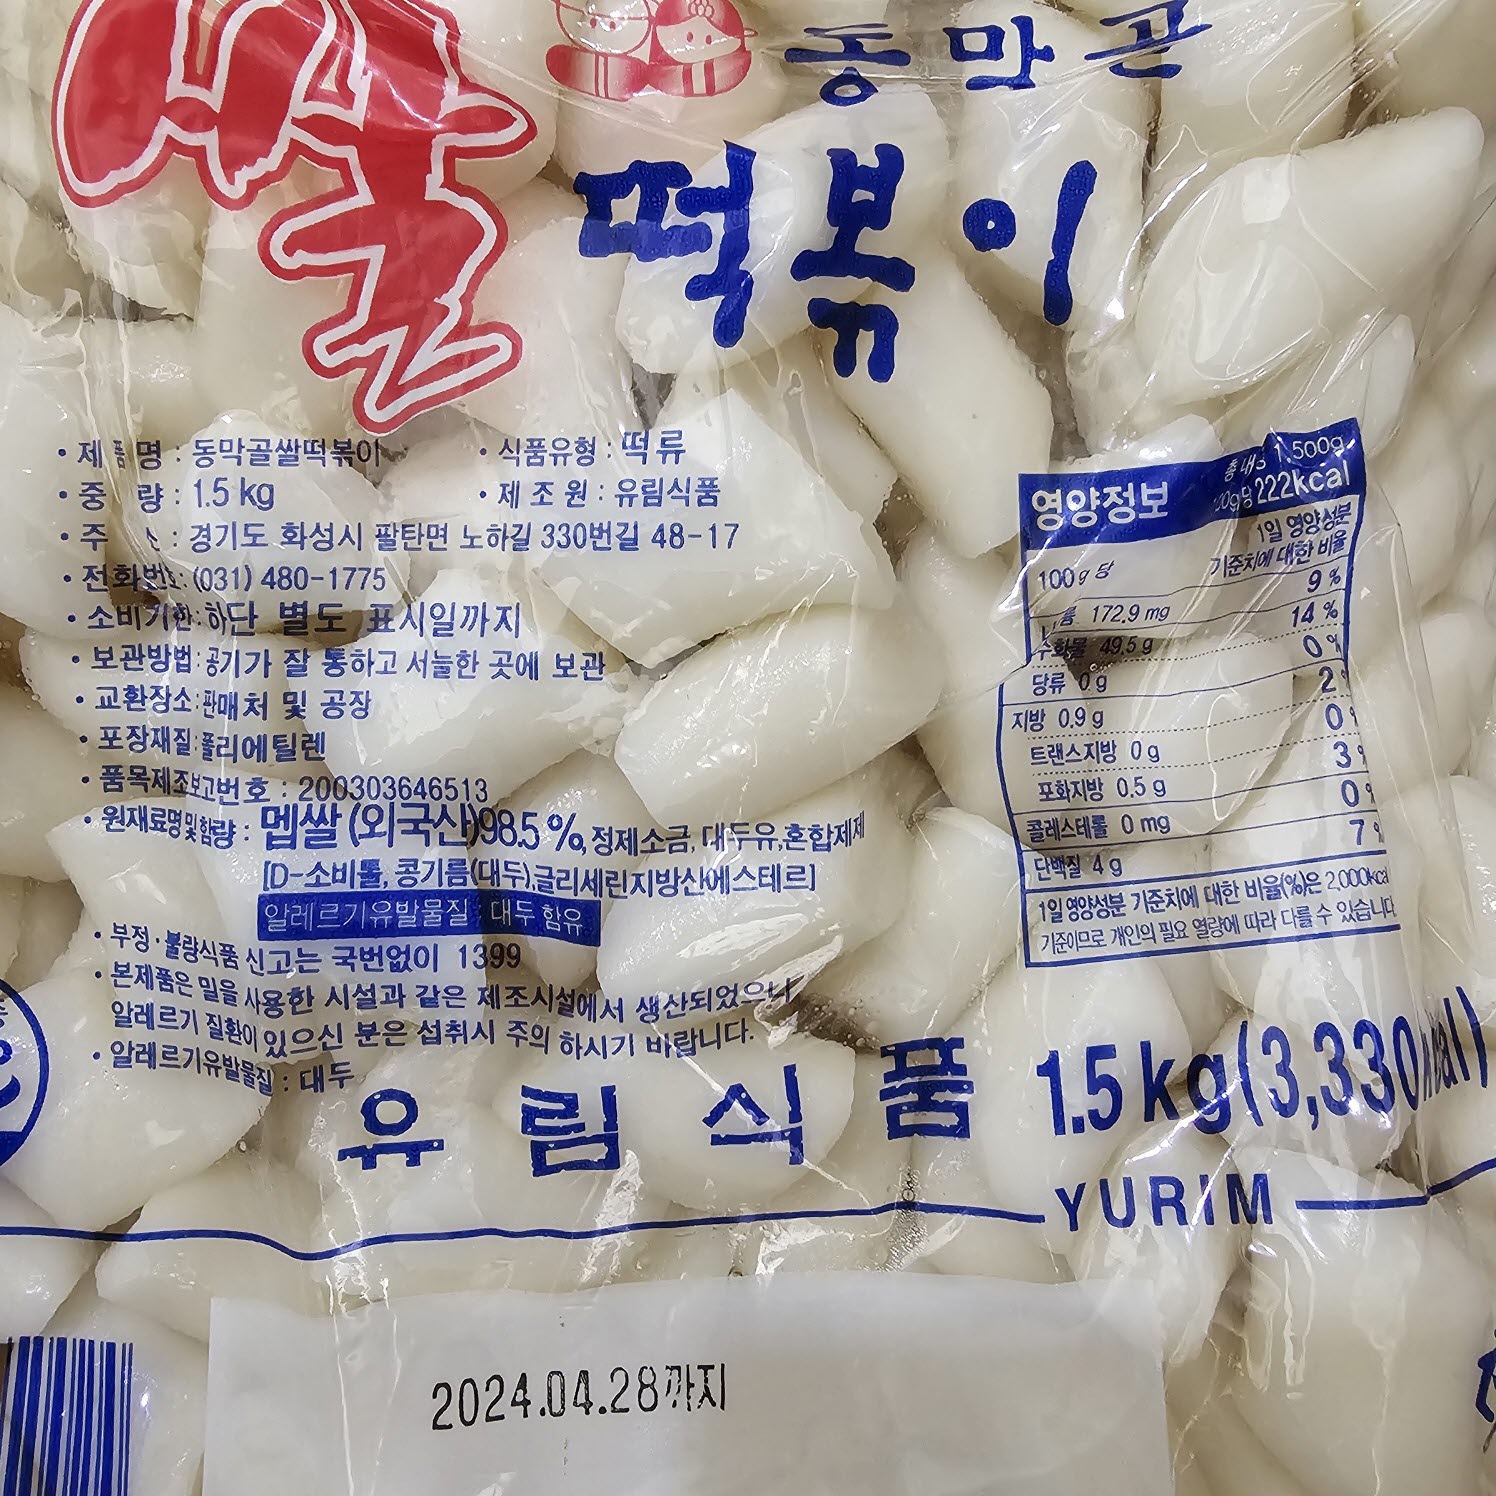 쌀
동막골
떡볶이
· 제품명 : 동막골쌀떡볶이 · 식품유형 : 떡류
· 중 량 : 1.5 kg · 제조원 : 유림식품
· 주 소 : 경기도 화성시 팔탄면 노하길 330번길 48-17
· 전화번호: (031) 480-1775
· 소비기한: 하단 별도 표시일까지
· 보관방법: 공기가 잘 통하고 서늘한 곳에 보관
· 교환장소: 판매처 및 공장
· 포장재질: 폴리에틸렌
· 품목제조보고번호 : 200303646513
· 원재료명및함량 : 멥쌀(외국산)98.5 %, 정제소금, 대두유,혼합제제
[D-소비톨, 콩기름(대두),글리세린지방산에스테르]
알레르기유발물질 : 대두 함유
· 부정·불량식품 신고는 국번없이 1399
· 본제품은 밀을 사용한 시설과 같은 제조시설에서 생산되었으니
알레르기 질환이 있으신 분은 섭취시 주의 하시기 바랍니다.
· 알레르기유발물질 : 대두
영양정보
1,500g
222kcal
100g 당 1일 영양성분
기준치에 대한 비율
172.9 mg 9 %
49.5 g 14 %
당류 0 g 0 %
지방 0.9 g 2
트랜스지방 0 g 0
포화지방 0.5 g 3
콜레스테롤 0 mg 0
단백질 4 g 7
1일 영양성분 기준치에 대한 비율(%)은 2,000kcal
기준이므로 개인의 필요 열량에 따라 다를 수 있습니다
유림식품 1.5 kg(3,330kcal)
YURIM
2024.04.28까지